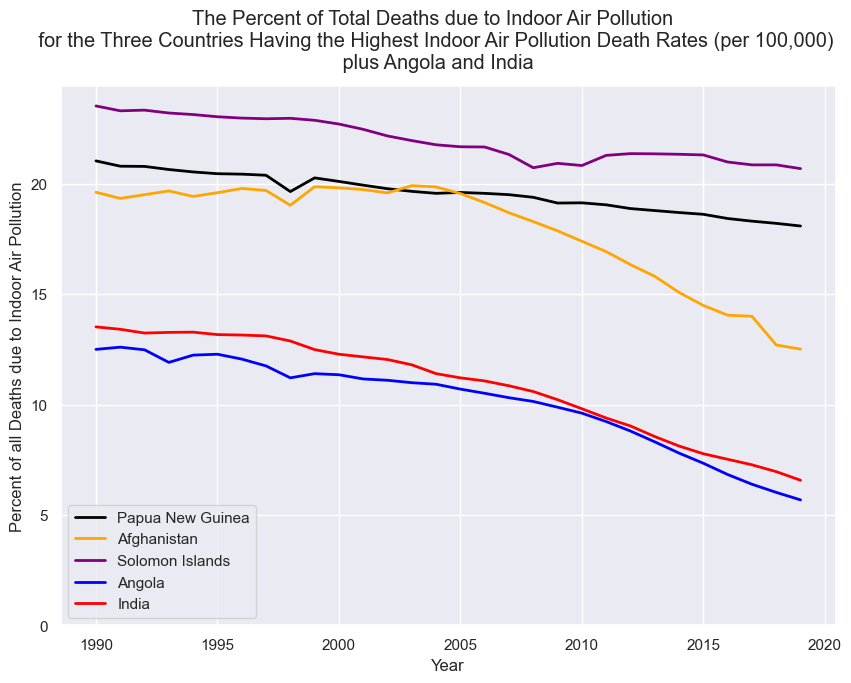 The Percent of Total Deaths due to Indoor Air Pollution
for the Three Countries Having the Highest Indoor Air Pollution Death Rates (per 100,000)
plus Angola and India
Percent of all Deaths due to Indoor Air Pollution
20
15
10
5
0
Papua New Guinea
Afghanistan
Solomon Islands
Angola
India
1990
1995
2000
2005
2010
2015
2020
Year